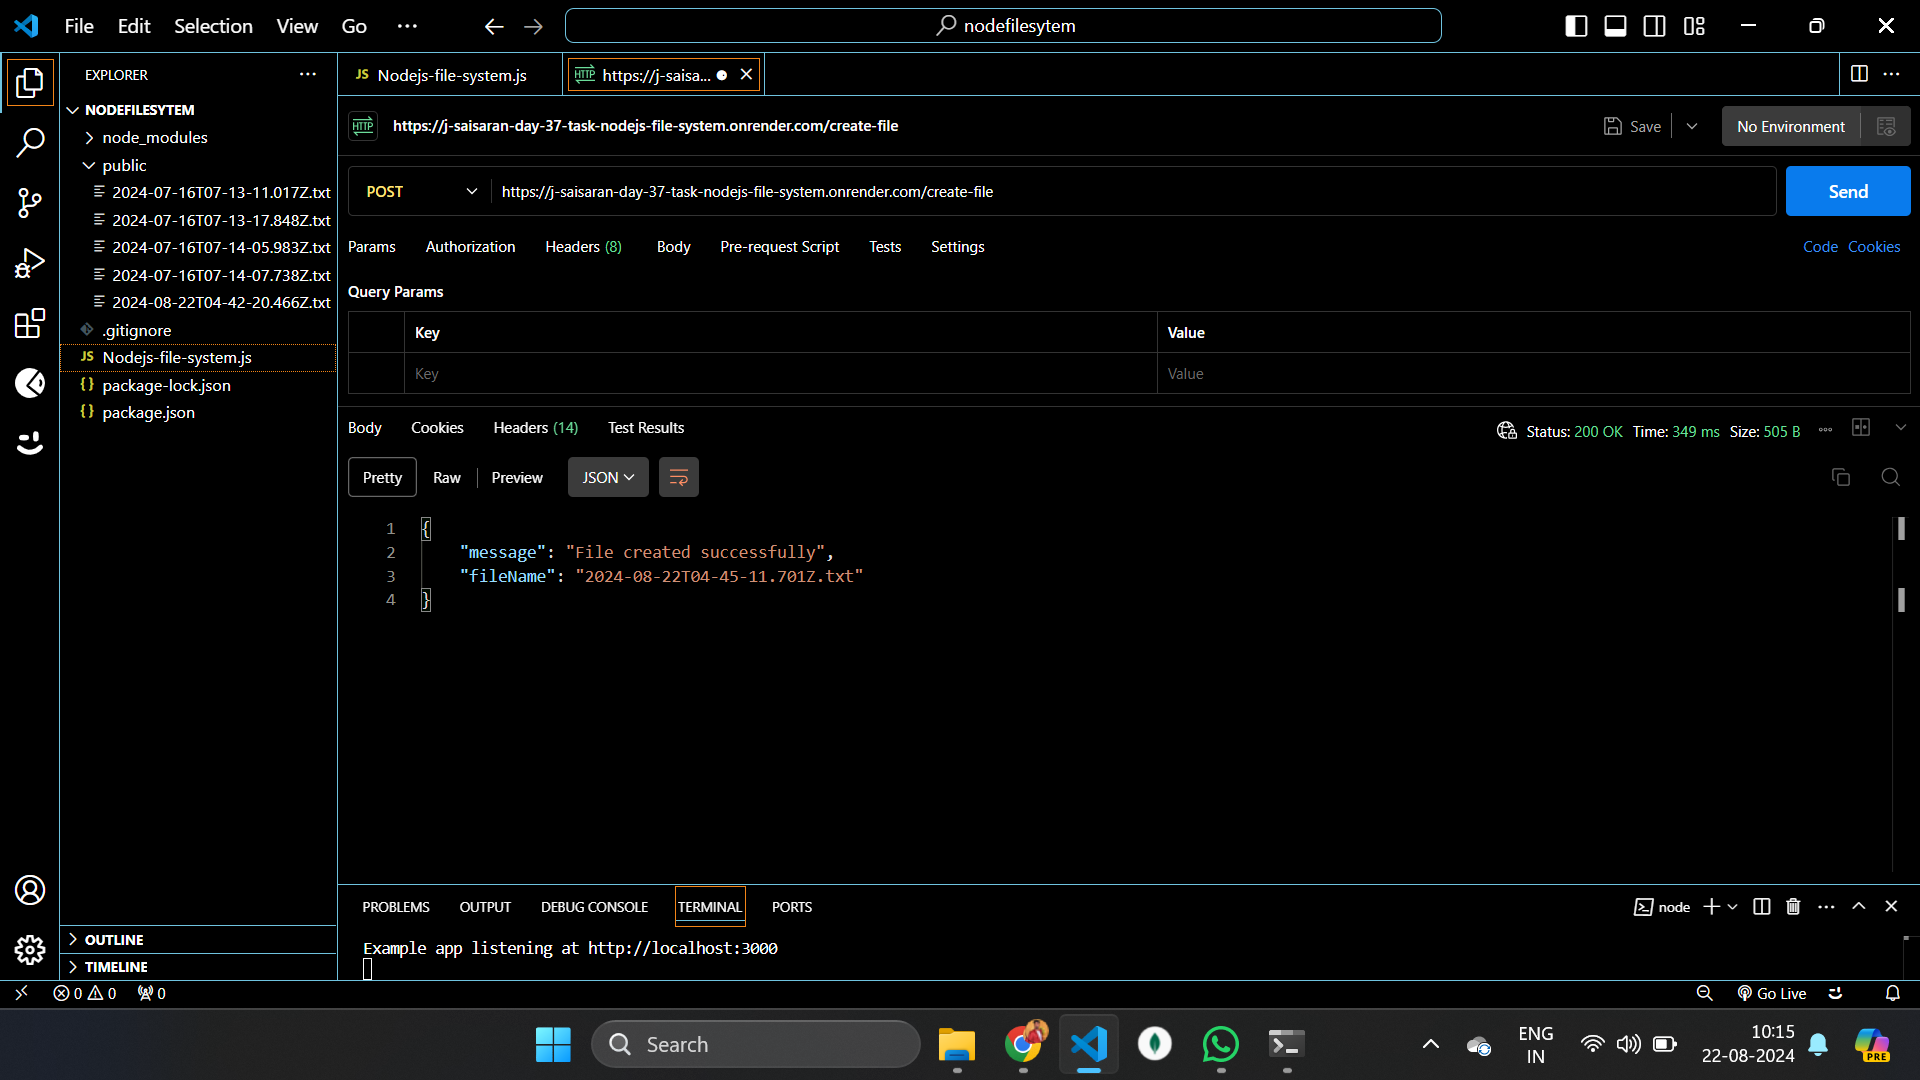 File Edit Selection View Go ··· nodefilesytem
EXPLORER ···
NODEFILESYTEM
node_modules
public
2024-07-16T07-13-11.017Z.txt
2024-07-16T07-13-17.848Z.txt
2024-07-16T07-14-05.983Z.txt
2024-07-16T07-14-07.738Z.txt
2024-08-22T04-42-20.466Z.txt
.gitignore
JS Nodejs-file-system.js
{} package-lock.json
{} package.json
OUTLINE
TIMELINE
JS Nodejs-file-system.js HTTP https://j-saisa...
HTTP https://j-saisaran-day-37-task-nodejs-file-system.onrender.com/create-file Save No Environment
POST https://j-saisaran-day-37-task-nodejs-file-system.onrender.com/create-file Send
Params Authorization Headers (8) Body Pre-request Script Tests Settings Code Cookies
Query Params
Key Value
Key Value
Body Cookies Headers (14) Test Results Status: 200 OK Time: 349 ms Size: 505 B
Pretty Raw Preview JSON
1 {
2 "message": "File created successfully",
3 "fileName": "2024-08-22T04-45-11.701Z.txt"
4 }
PROBLEMS OUTPUT DEBUG CONSOLE TERMINAL PORTS node
Example app listening at http://localhost:3000
0 0 0 Go Live
Search ENG 10:15
IN 22-08-2024 PRE